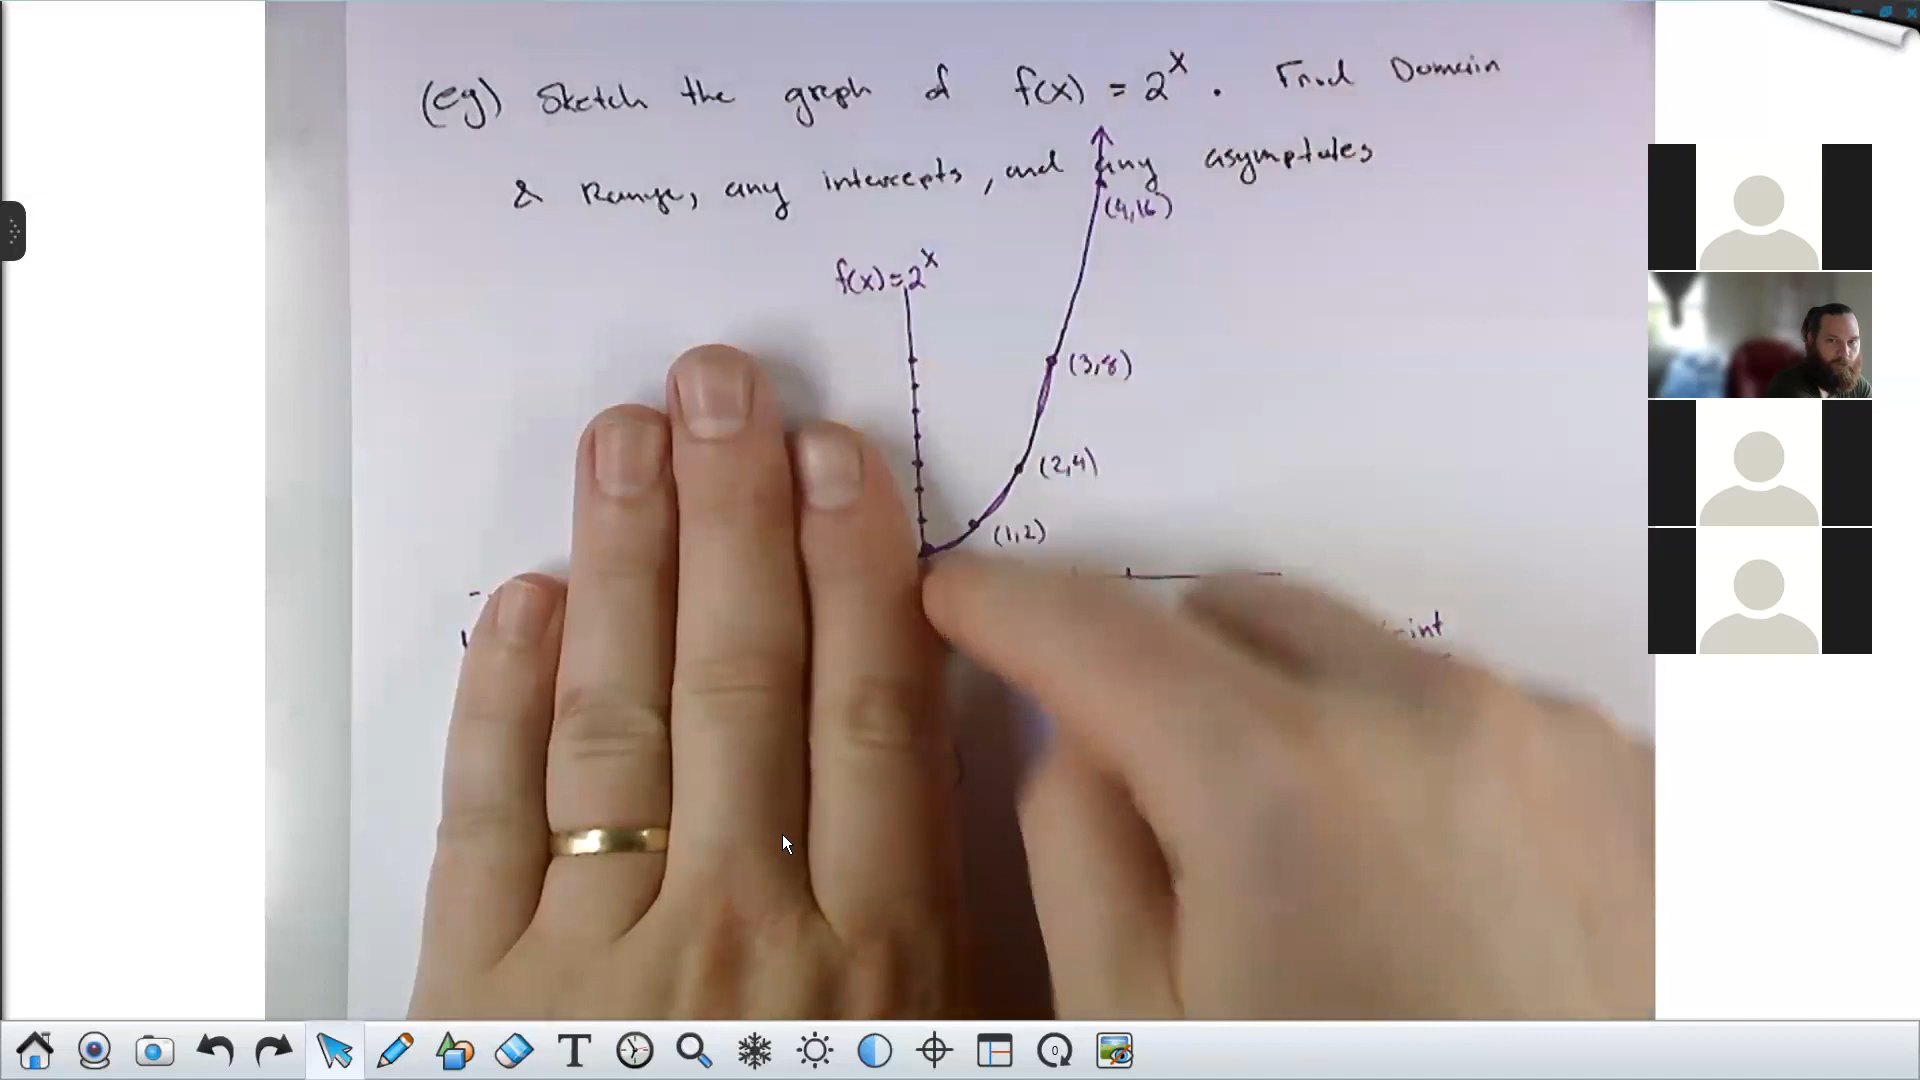 (eg) Sketch the graph of f(x) = 2^x . Find Domain
& Range, any intercepts, and any asymptotes
(4,16)
f(x)=2^x
(3,8)
(2,4)
(1,2)
-int
T
0